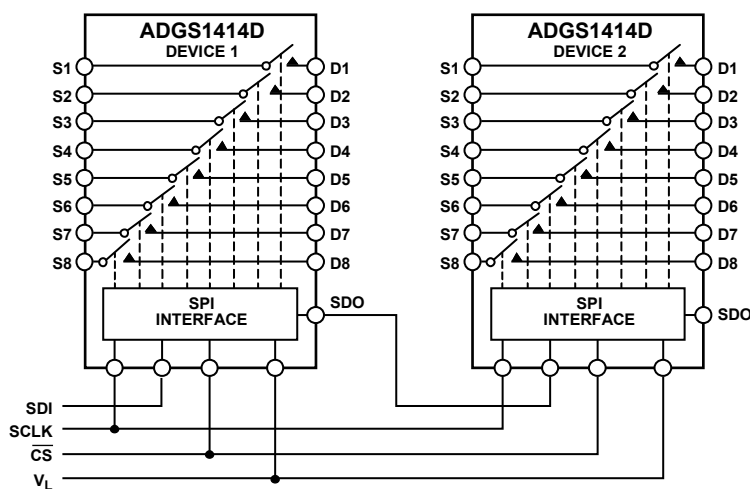 ADGS1414D
DEVICE 1
S1
S2
S3
S4
S5
S6
S7
S8
D1
D2
D3
D4
D5
D6
D7
D8
SPI
INTERFACE
SDO
ADGS1414D
DEVICE 2
S1
S2
S3
S4
S5
S6
S7
S8
D1
D2
D3
D4
D5
D6
D7
D8
SPI
INTERFACE
SDO
SDI
SCLK
CS
VL